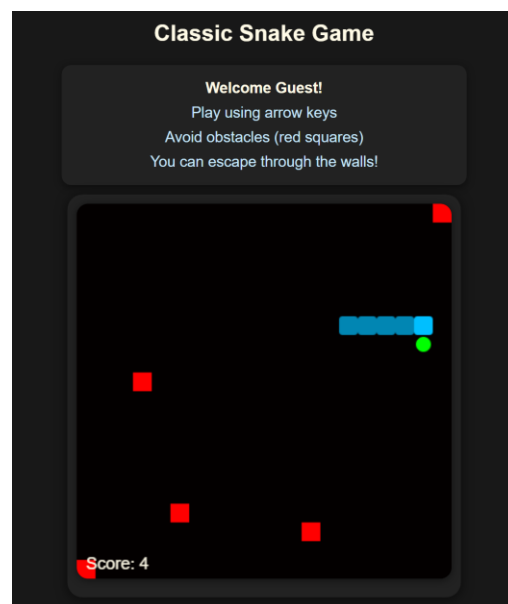 Classic Snake Game
Welcome Guest!
Play using arrow keys
Avoid obstacles (red squares)
You can escape through the walls!
Score: 4